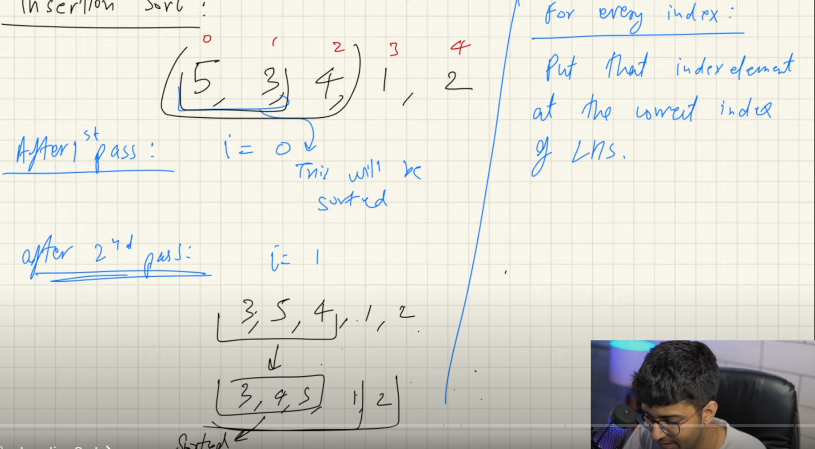 Insertion Sort :
0 1 2 3 4
5, 3, 4, 1, 2
After 1st pass : i = 0
This will be
sorted
after 2nd pass: i = 1
3, 5, 4, 1, 2
3, 4, 5, 1, 2
Sorted
For every index :
Put that index element
at the correct index
of LHS.